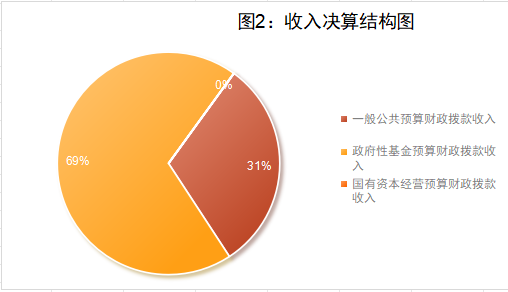 图2：收入决算结构图
0%
69%
31%
一般公共预算财政拨款收入
政府性基金预算财政拨款收
入
国有资本经营预算财政拨款
收入